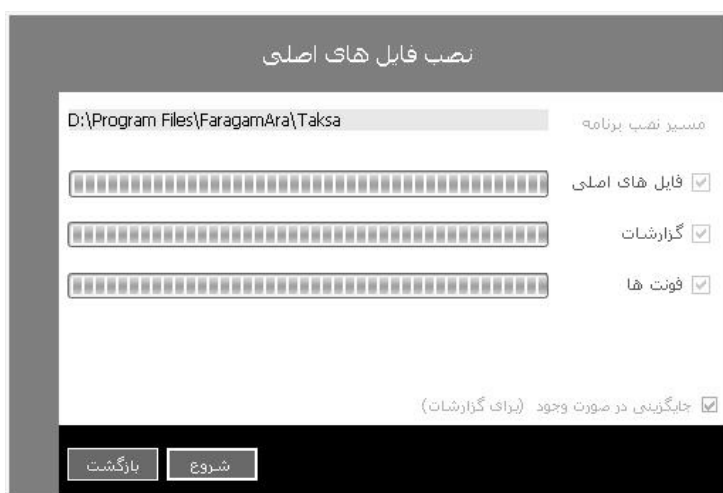 نصب فایل های اصلی
مسیر نصب برنامه D:\Program Files\FaragamAra\Taksa
فایل های اصلی
گزارشات
فونت ها
جایگزینی در صورت وجود (برای گزارشات)
شروع بازگشت